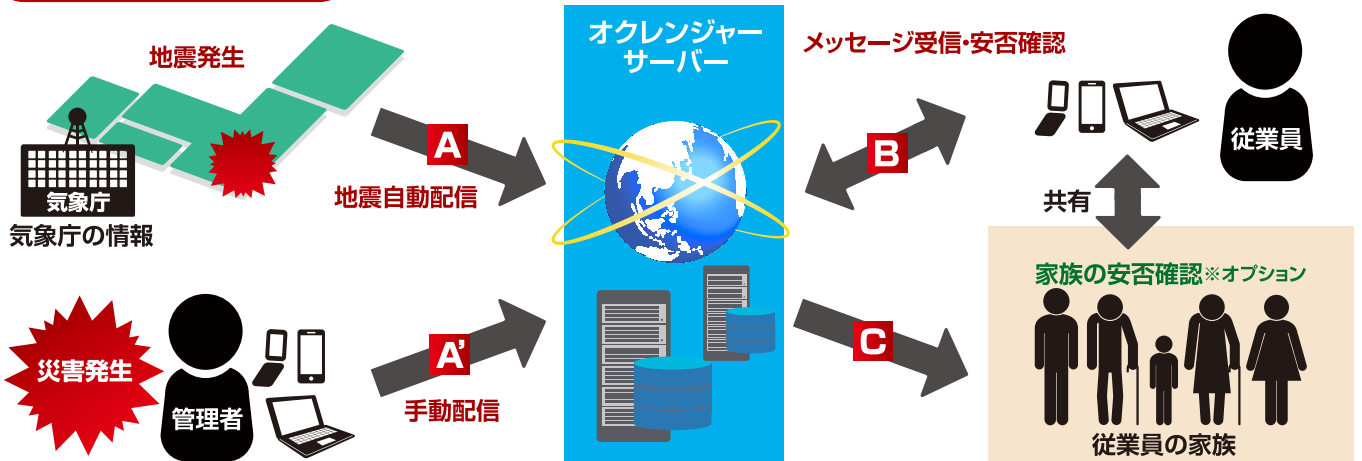 地震発生
気象庁
気象庁の情報
A
地震自動配信
災害発生
管理者
A'
手動配信
オクレンジャー
サーバー
メッセージ受信・安否確認
B
従業員
共有
C
家族の安否確認※オプション
従業員の家族